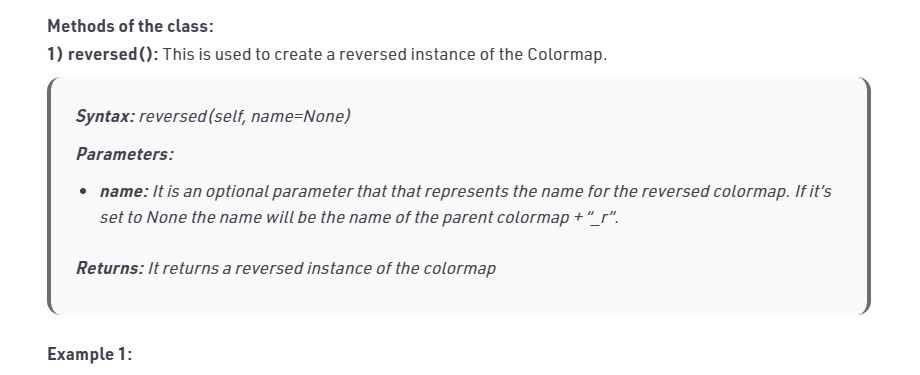 Methods of the class:
1) reversed(): This is used to create a reversed instance of the Colormap.
Syntax: reversed(self, name=None)
Parameters:
• name: It is an optional parameter that that represents the name for the reversed colormap. If it's
set to None the name will be the name of the parent colormap + “_r”.
Returns: It returns a reversed instance of the colormap
Example 1: